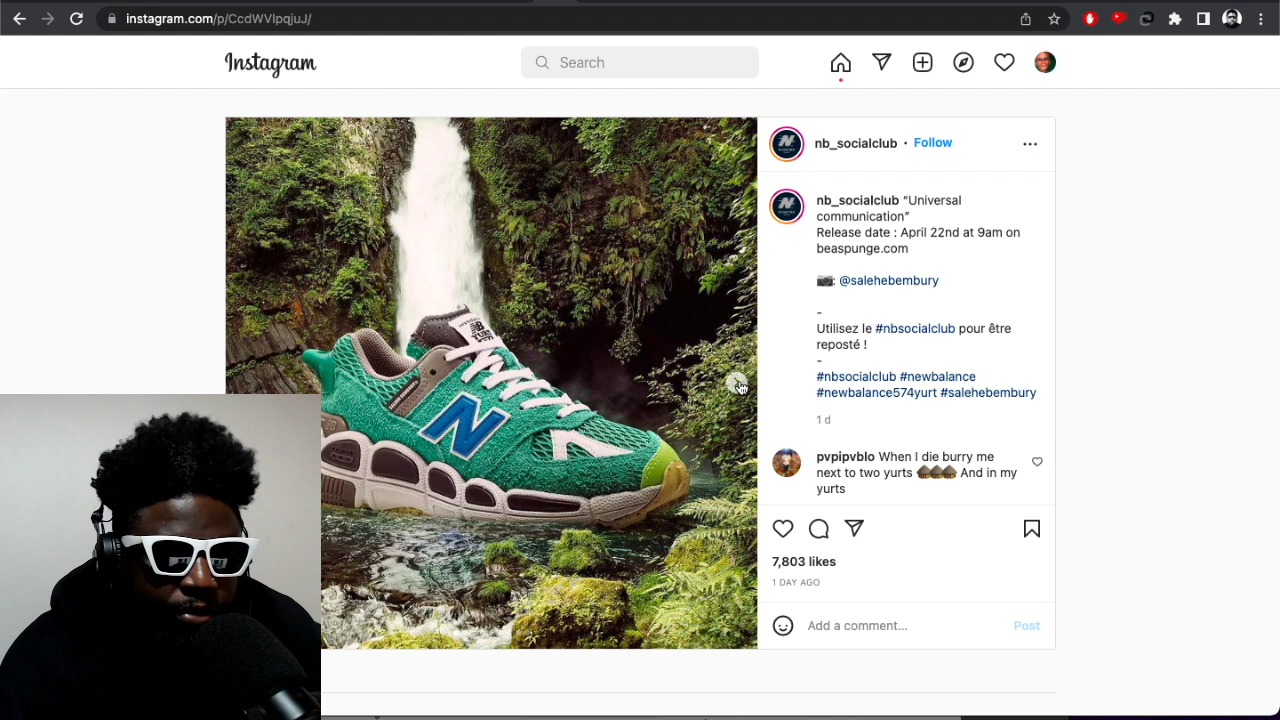 instagram.com/p/CcdWVIpqjuJ/
Instagram
Search
nb_socialclub • Follow
nb_socialclub “Universal
communication”
Release date : April 22nd at 9am on
beaspunge.com
📷: @salehebembury
-
Utilisez le #nbsocialclub pour être
reposté !
-
#nbsocialclub #newbalance
#newbalance574yurt #salehebembury
1 d
pvpipvblo When I die burry me
next to two yurts 🛖🛖🛖 And in my
yurts
N
7,803 likes
1 DAY AGO
Add a comment...
Post